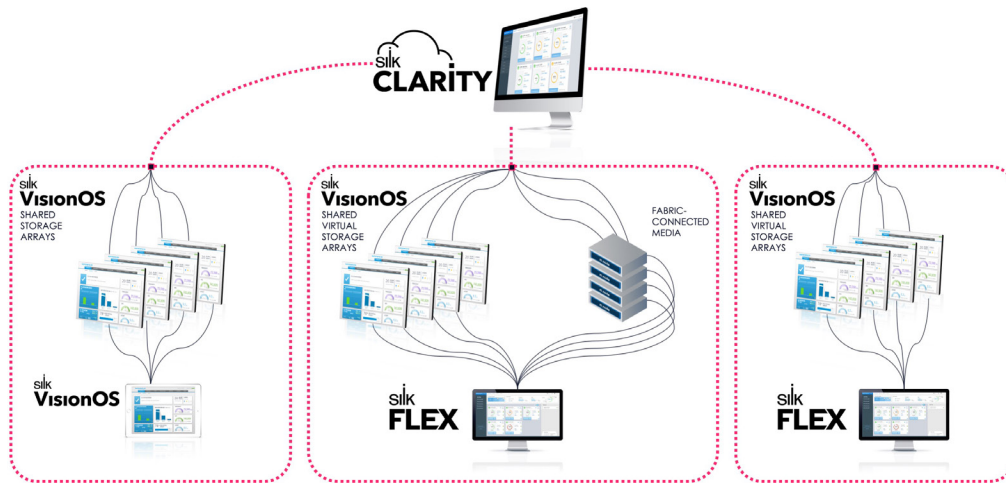 silk
CLARITY
silk
VISIONOS
SHARED
STORAGE
ARRAYS
silk
VISIONOS
SHARED
VIRTUAL
STORAGE
ARRAYS
FABRIC-
CONNECTED
MEDIA
silk
VISIONOS
SHARED
VIRTUAL
STORAGE
ARRAYS
silk
VISIONOS
silk
FLEX
silk
FLEX